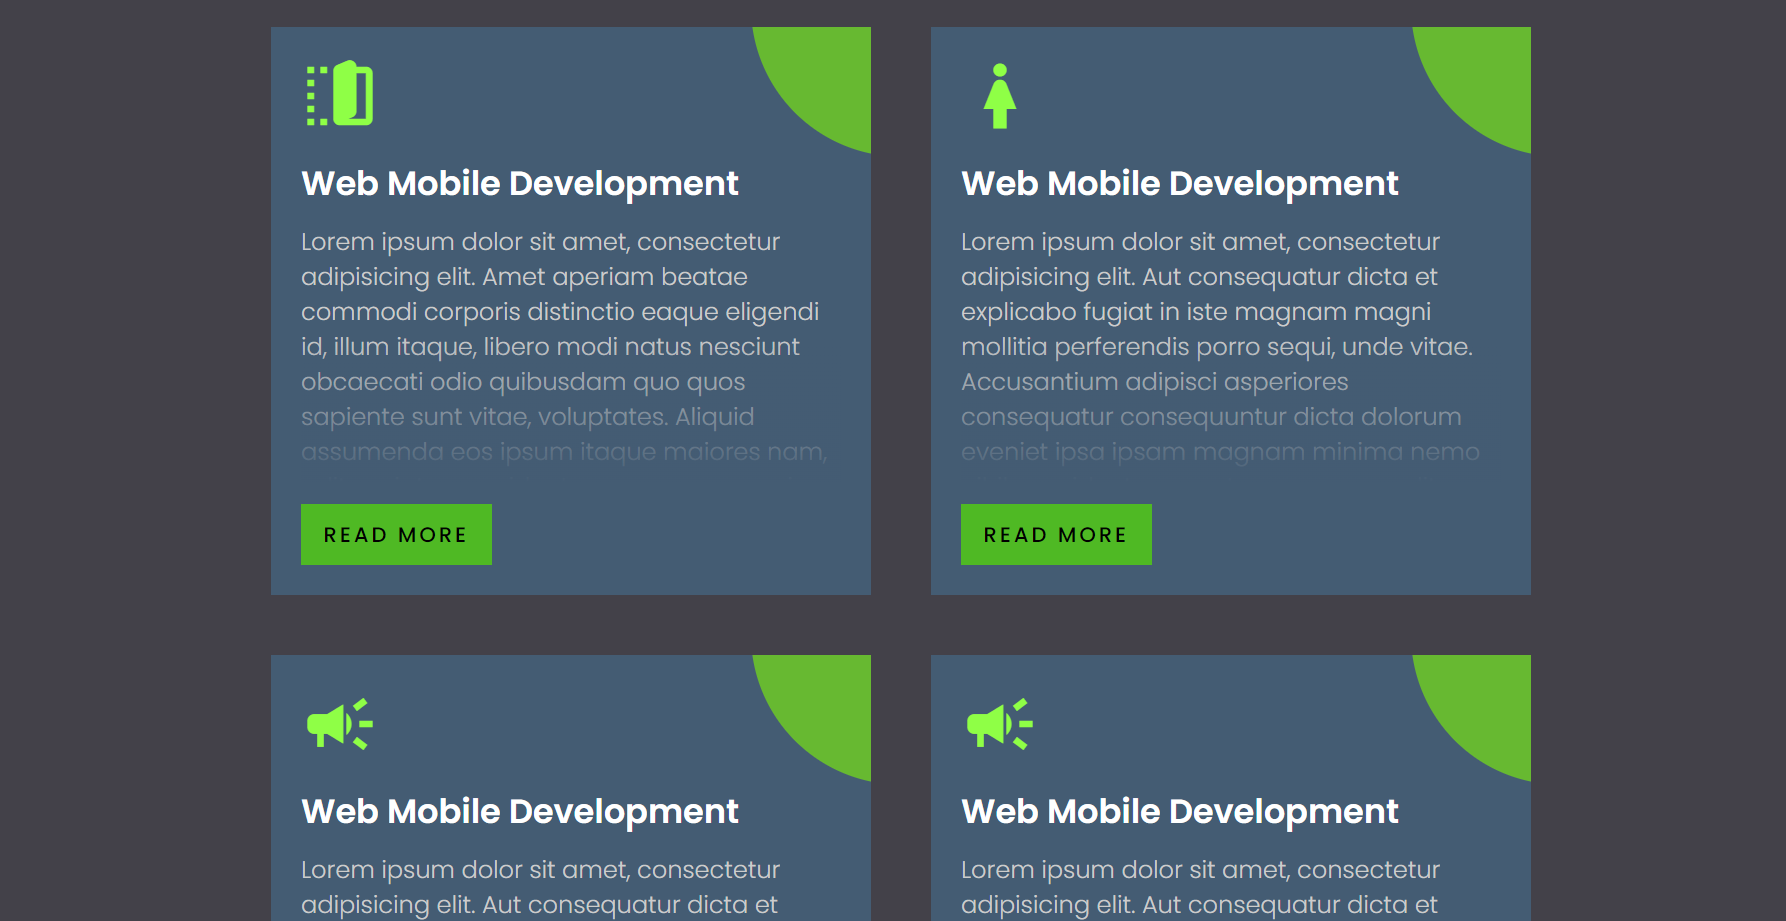 Web Mobile Development
Lorem ipsum dolor sit amet, consectetur
adipisicing elit. Amet aperiam beatae
commodi corporis distinctio eaque eligendi
id, illum itaque, libero modi natus nesciunt
obcaecati odio quibusdam quo quos
sapiente sunt vitae, voluptates. Aliquid
assumenda eos ipsum itaque maiores nam,
READ MORE
Web Mobile Development
Lorem ipsum dolor sit amet, consectetur
adipisicing elit. Aut consequatur dicta et
explicabo fugiat in iste magnam magni
mollitia perferendis porro sequi, unde vitae.
Accusantium adipisci asperiores
consequatur consequuntur dicta dolorum
eveniet ipsa ipsam magnam minima nemo
READ MORE
Web Mobile Development
Lorem ipsum dolor sit amet, consectetur
adipisicing elit. Aut consequatur dicta et
Web Mobile Development
Lorem ipsum dolor sit amet, consectetur
adipisicing elit. Aut consequatur dicta et